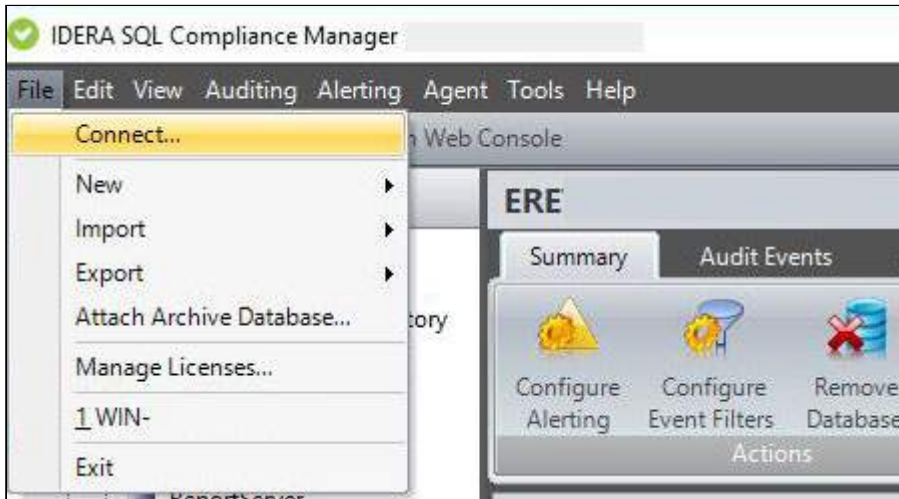 IDERA SQL Compliance Manager
File Edit View Auditing Alerting Agent Tools Help
Connect...
Web Console
New
ERE
Import
Summary
Audit Events
Export
Attach Archive Database...
Manage Licenses...
Configure Alerting
Configure Event Filters
Remove Database
1 WIN-
Actions
Exit
ReportServer